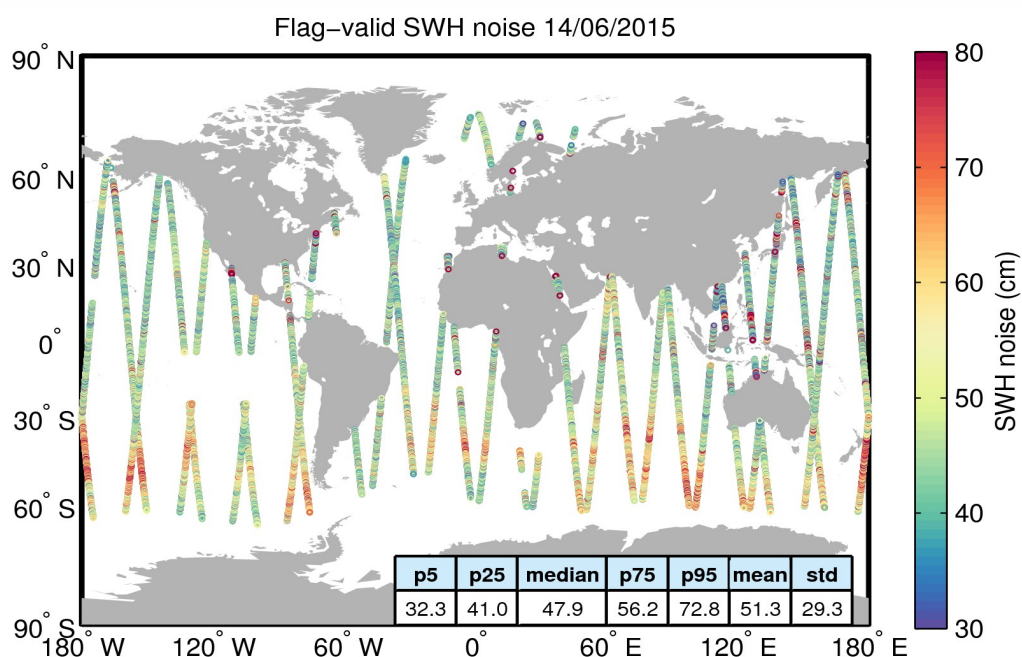 Flag−valid SWH noise 14/06/2015
90° N
60° N
30° N
0°
30° S
60° S
90° S
180° W
120° W
60° W
0°
60° E
120° E
180° E
p5 p25 median p75 p95 mean std
32.3 41.0 47.9 56.2 72.8 51.3 29.3
80
70
60
50
40
30
SWH noise (cm)